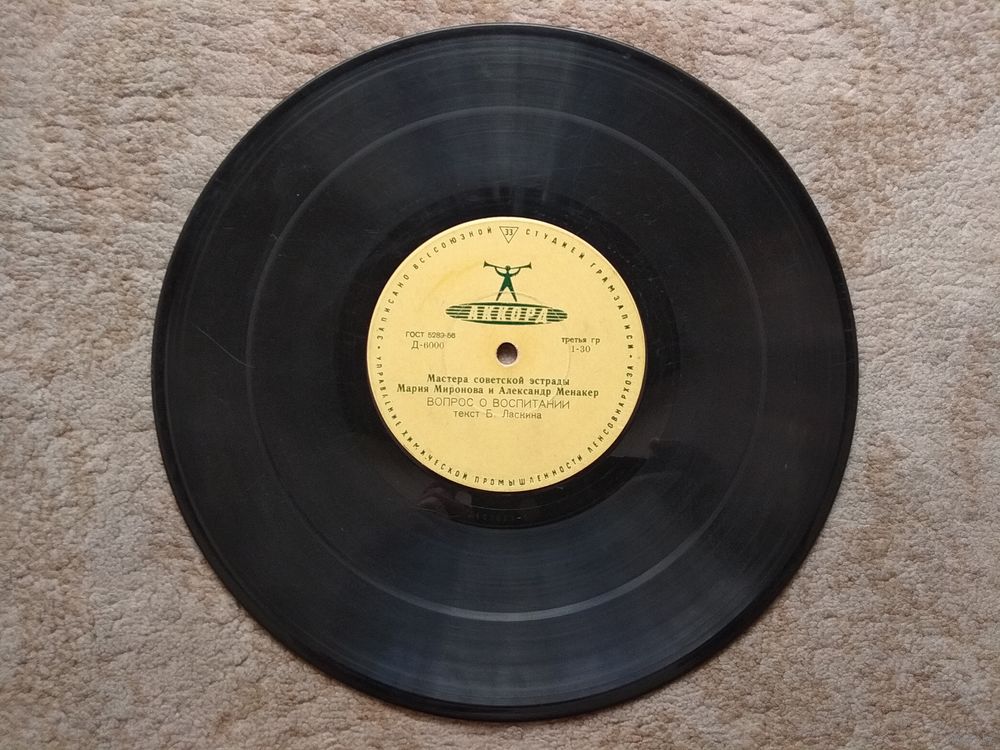 • ЗАПИСАНО ВСЕСОЮЗНОЙ 33 СТУДИЕЙ ГРАМЗАПИСИ •
АККОРД
ГОСТ 5289-56
Д-6000
третья гр
1-30
Мастера советской эстрады
Мария Миронова и Александр Менакер
ВОПРОС О ВОСПИТАНИИ
текст Б. Ласкина
УПРАВЛЕНИЕ ХИМИЧЕСКОЙ ПРОМЫШЛЕННОСТИ ЛЕНСОВНАРХОЗА